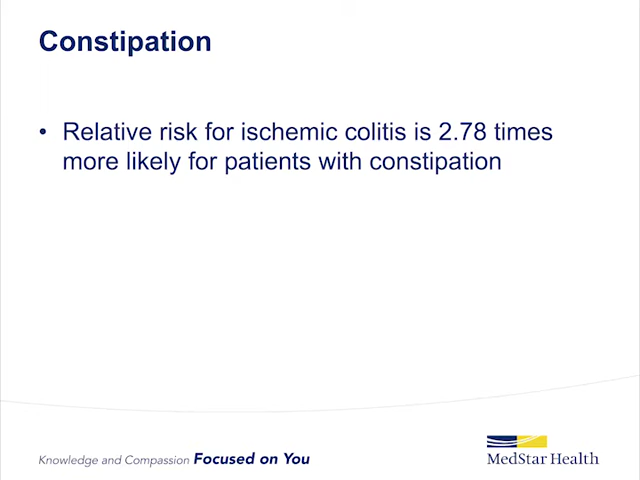 Constipation
• Relative risk for ischemic colitis is 2.78 times
more likely for patients with constipation
Knowledge and Compassion Focused on You
MedStar Health